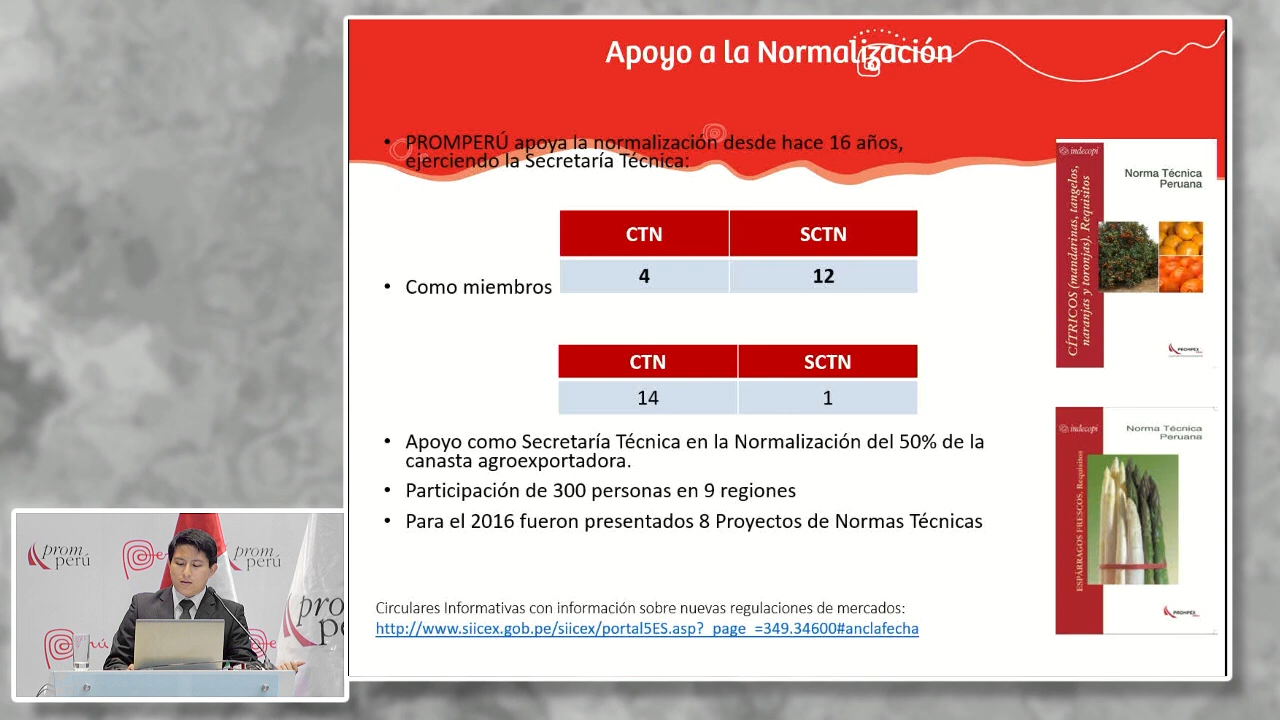 Apoyo a la Normalización
• PROMPERÚ apoya la normalización desde hace 16 años,
ejerciendo la Secretaría Técnica:
CTN SCTN
4 12
• Como miembros
CTN SCTN
14 1
• Apoyo como Secretaría Técnica en la Normalización del 50% de la
canasta agroexportadora.
• Participación de 300 personas en 9 regiones
• Para el 2016 fueron presentados 8 Proyectos de Normas Técnicas
Circulares Informativas con información sobre nuevas regulaciones de mercados:
http://www.siicex.gob.pe/siicex/portal5ES.asp?_page_=349.34600#anclafecha
indecopi
Norma Técnica
Peruana
CÍTRICOS (mandarinas, tangelos,
naranjas y toronjas). Requisitos
PROMPEX
indecopi
Norma Técnica
Peruana
ESPÁRRAGOS FRESCOS. Requisitos
PROMPEX
prom
perú
prom
perú